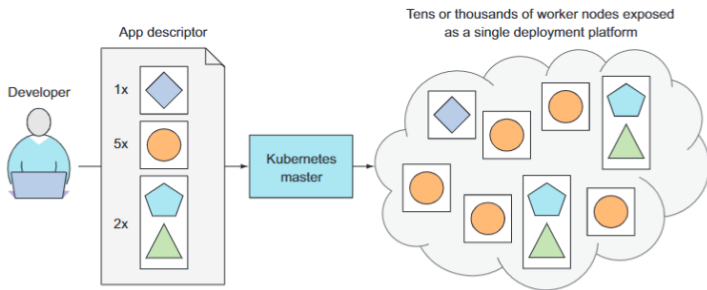 Tens or thousands of worker nodes exposed
as a single deployment platform
App descriptor
Developer
1x
5x
2x
Kubernetes
master